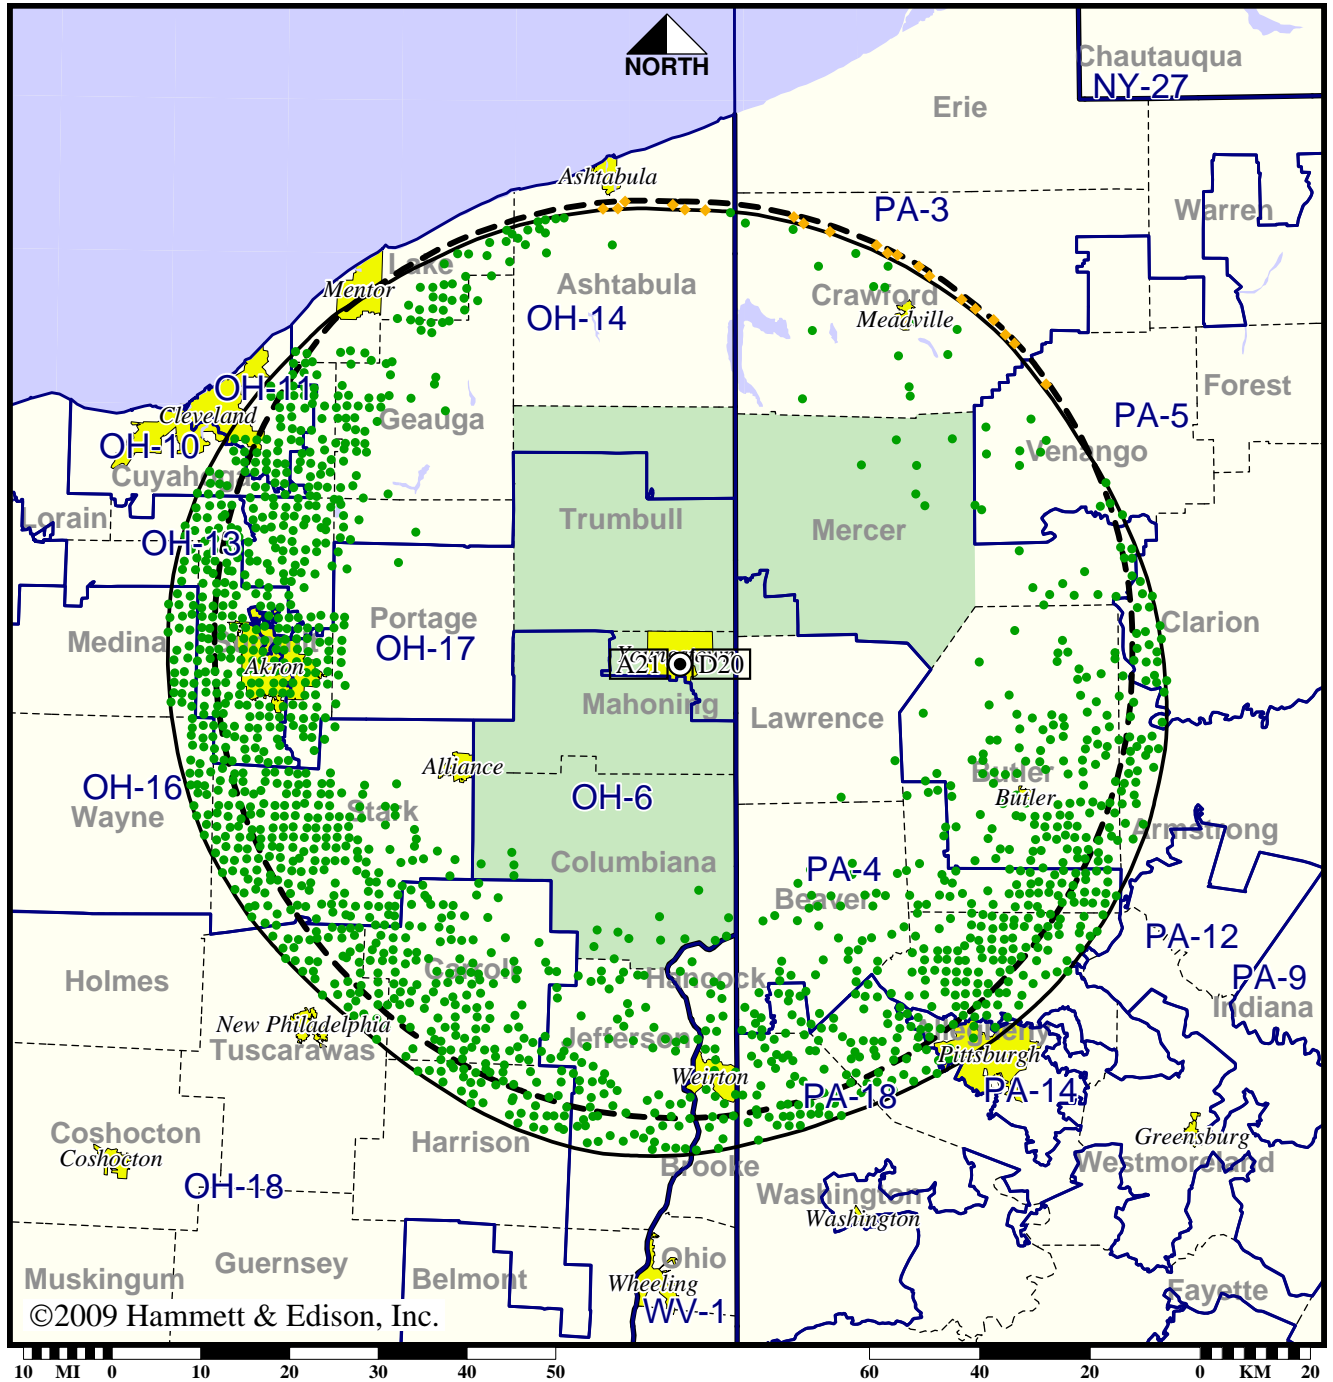 NORTH
Chautauqua
NY-27
Erie
Ashtabula
PA-3
Warren
Lake
Mentor
Ashtabula
OH-14
Crawford
Meadville
OH-11
Cleveland
Geauga
Forest
PA-5
OH-10
Cuyahoga
Venango
Lorain
Trumbull
Mercer
OH-13
Medina
Portage
OH-17
Clarion
Akron
A21
D20
Mahoning
Lawrence
Alliance
OH-16
Wayne
Stark
OH-6
Butler
Butler
Armstrong
Columbiana
PA-4
Beaver
PA-12
Holmes
Carroll
Hancock
PA-9
Indiana
New Philadelphia
Tuscarawas
Jefferson
Allegheny
Pittsburgh
Weirton
PA-18
PA-14
Coshocton
Coshocton
Harrison
Brooke
Greensburg
Westmoreland
OH-18
Washington
Washington
Guernsey
Muskingum
Belmont
Ohio
Wheeling
WV-1
Fayette
©2009 Hammett & Edison, Inc.
10 MI 0 10 20 30 40 50 60 40 20 0 KM 20